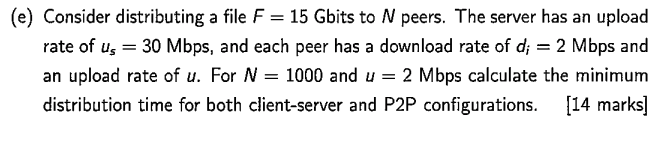 (e) Consider distributing a file F = 15 Gbits to N peers. The server has an upload
rate of uₛ = 30 Mbps, and each peer has a download rate of dᵢ = 2 Mbps and
an upload rate of u. For N = 1000 and u = 2 Mbps calculate the minimum
distribution time for both client-server and P2P configurations. [14 marks]